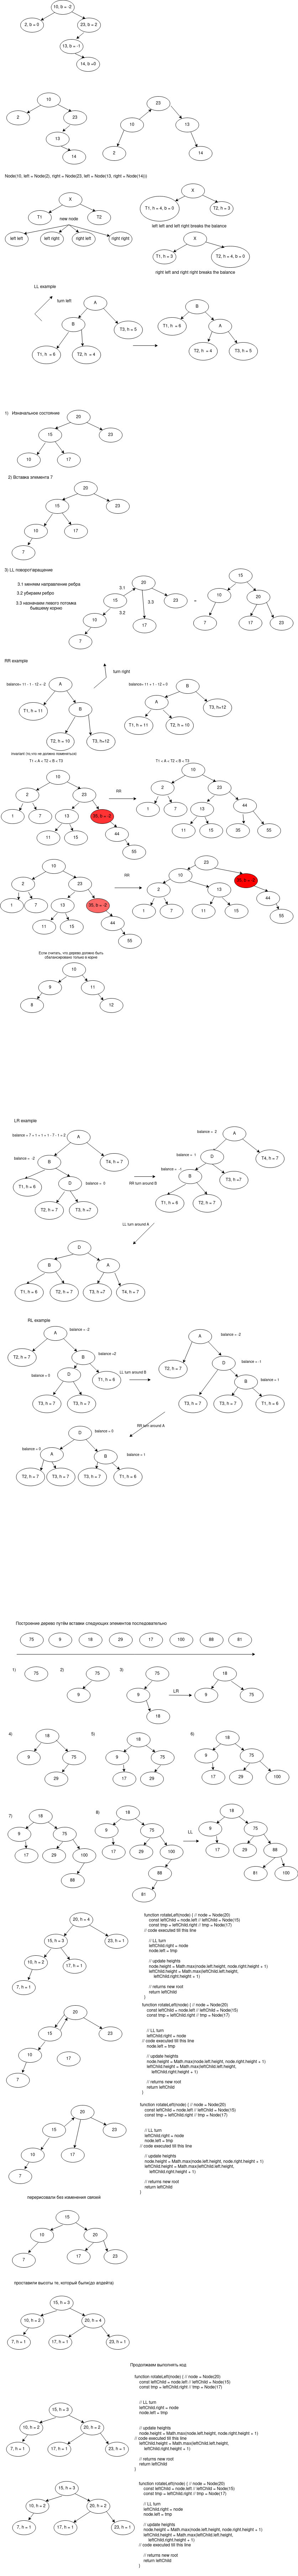 15, b = -2
2, b = 0
23, b = 2
13, b = -1
14, b =0
10
23
2
23
10
13
13
14
2
14
Node(10, left = Node(2), right = Node(23, left = Node(13, right = Node(14)))
X
X
T1
T2
new node
T1, h = 4, b = 0
T2, h = 3
left left
left right
right left
right right
left left and left right breaks the balance
X
T1, h = 3
T2, h = 4, b = 0
right left and right right breaks the balance
LL example
turn left
A
B
B
T3, h = 5
T1, h = 6
A
T1, h = 6
T2, h = 4
T2, h = 4
T3, h = 5
1) Изначальное состояние
20
15
23
10
17
2) Вставка элемента 7
20
15
23
10
17
7
3) LL поворот\вращение
3.1 меняем направление ребра
3.2 убираем ребро
3.3 назначаем левого потомка
бывшему корню
20
3.1
15
23
3.3
3.2
10
17
7
=
15
10
20
7
17
23
RR example
turn right
balance= 11 - 1 - 12 = -2
A
balance= 11 + 1 - 12 = 0
B
T1, h = 11
B
A
T3, h=12
T2, h = 10
T3, h=12
T1, h = 11
T2, h = 10
инвалант (то что не должно поменяться)
T1 < A < T2 < B < T3
T1 < A < T2 < B < T3
10
RR
10
2
23
2
23
1
7
13
35, b = -2
1
7
13
44
11
15
44
11
15
35
55
55
10
RR
23
2
23
10
1
7
13
35, b = -2
2
13
44
11
15
44
1
7
11
15
55
55
Если считать, что дерево должно быть
сбалансировано только в корне
10
9
11
8
12
LR example
balance = 7 + 1 + 1 + 1 - 7 - 1 = 2
A
balance = 2
A
balance = -2
B
T4, h = 7
balance = 1
D
T4, h = 7
T1, h = 6
D
balance = 0
balance = -1
B
T3, h =7
T2, h = 7
T3, h =7
RR turn around B
T1, h = 6
T2, h = 7
LL turn around A
D
B
A
T1, h = 6
T2, h = 7
T3, h =7
T4, h = 7
RL example
A
balance = -2
A
balance = -2
T2, h = 7
B
balance =2
T2, h = 7
D
balance = -1
balance = 0
D
T1, h = 6
LL turn around B
B
balance = 1
T3, h = 7
T3, h = 7
T3, h = 7
T3, h = 7
T1, h = 6
RR turn around A
D
balance = 0
balance = 0
A
B
balance = 1
T2, h = 7
T3, h = 7
T3, h = 7
T1, h = 6
Построение дерево путём вставки следующих элементов последовательно
75
9
18
29
17
100
88
81
1)
75
2)
75
9
3)
75
9
18
LR
18
9
75
4)
18
9
75
29
5)
18
9
75
17
29
6)
18
9
75
17
29
100
7)
18
9
75
17
29
100
88
8)
18
9
75
17
29
100
88
81
LL
18
9
75
17
29
88
81
100
20, h = 4
15, h = 3
23, h = 1
10, h = 2
17, h = 1
7, h = 1
function rotateLeft(node) { // node = Node(20)
const leftChild = node.left // leftChild = Node(15)
const tmp = leftChild.right // tmp = Node(17)
// code executed till this line
// LL turn
leftChild.right = node
node.left = tmp
// update heights
node.height = Math.max(node.left.height, node.right.height + 1)
leftChild.height = Math.max(leftChild.left.height,
leftChild.right.height + 1)
// returns new root
return leftChild
}
20
15
23
10
17
7
function rotateLeft(node) { // node = Node(20)
const leftChild = node.left // leftChild = Node(15)
const tmp = leftChild.right // tmp = Node(17)
// LL turn
leftChild.right = node
// code executed till this line
node.left = tmp
// update heights
node.height = Math.max(node.left.height, node.right.height + 1)
leftChild.height = Math.max(leftChild.left.height,
leftChild.right.height + 1)
// returns new root
return leftChild
}
20
15
23
10
17
7
function rotateLeft(node) { // node = Node(20)
const leftChild = node.left // leftChild = Node(15)
const tmp = leftChild.right // tmp = Node(17)
// LL turn
leftChild.right = node
node.left = tmp
// code executed till this line
// update heights
node.height = Math.max(node.left.height, node.right.height + 1)
leftChild.height = Math.max(leftChild.left.height,
leftChild.right.height + 1)
// returns new root
return leftChild
}
перерисовали без изменения связей
15
10
20
7
17
23
проставили высоты те, который были(до апдейта)
15, h = 3
10, h = 2
20, h = 4
7, h = 1
17, h = 1
23, h = 1
Продолжаем выполнять код
15, h = 3
10, h = 2
20, h = 2
7, h = 1
17, h = 1
23, h = 1
function rotateLeft(node) { // node = Node(20)
const leftChild = node.left // leftChild = Node(15)
const tmp = leftChild.right // tmp = Node(17)
// LL turn
leftChild.right = node
node.left = tmp
// update heights
node.height = Math.max(node.left.height, node.right.height + 1)
// code executed till this line
leftChild.height = Math.max(leftChild.left.height,
leftChild.right.height + 1)
// returns new root
return leftChild
}
15, h = 3
10, h = 2
20, h = 2
7, h = 1
17, h = 1
23, h = 1
function rotateLeft(node) { // node = Node(20)
const leftChild = node.left // leftChild = Node(15)
const tmp = leftChild.right // tmp = Node(17)
// LL turn
leftChild.right = node
node.left = tmp
// update heights
node.height = Math.max(node.left.height, node.right.height + 1)
leftChild.height = Math.max(leftChild.left.height,
leftChild.right.height + 1)
// code executed till this line
// returns new root
return leftChild
}